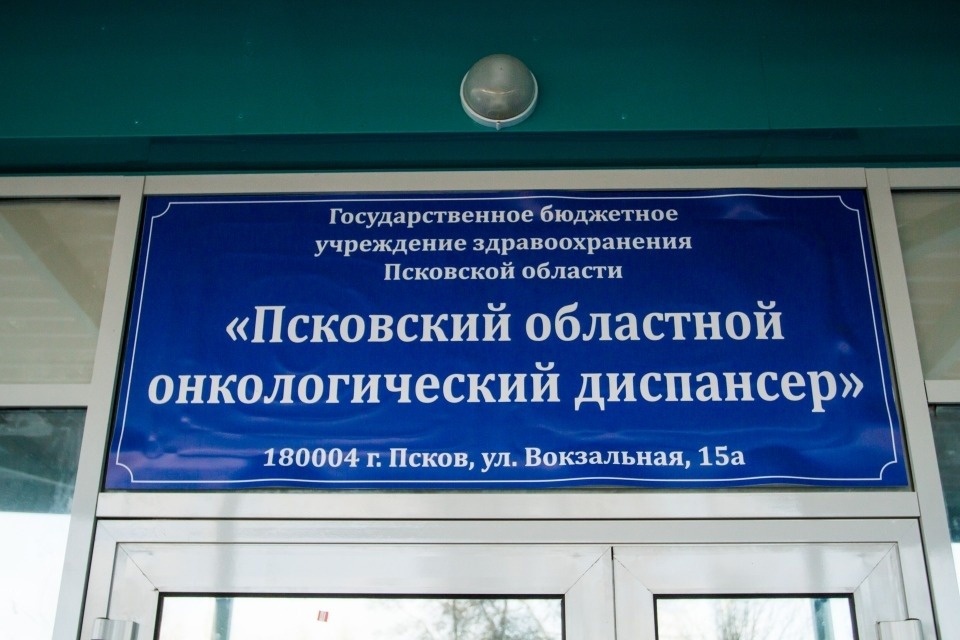 Государственное бюджетное
учреждение здравоохранения
Псковской области
«Псковский областной
онкологический диспансер»
180004 г. Псков, ул. Вокзальная, 15а